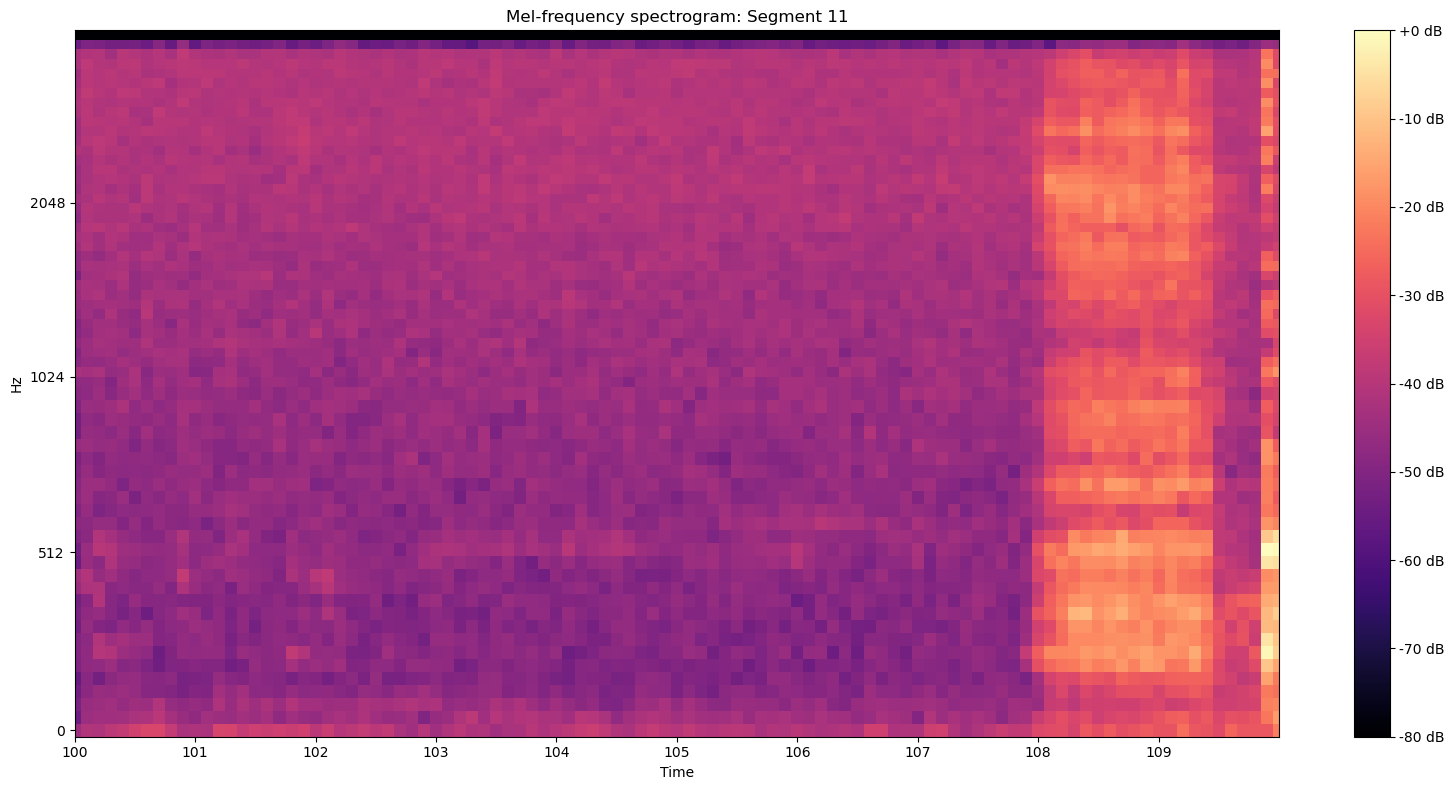 Mel-frequency spectrogram: Segment 11
Hz
2048
1024
512
0
100 101 102 103 104 105 106 107 108 109
Time
+0 dB
-10 dB
-20 dB
-30 dB
-40 dB
-50 dB
-60 dB
-70 dB
-80 dB